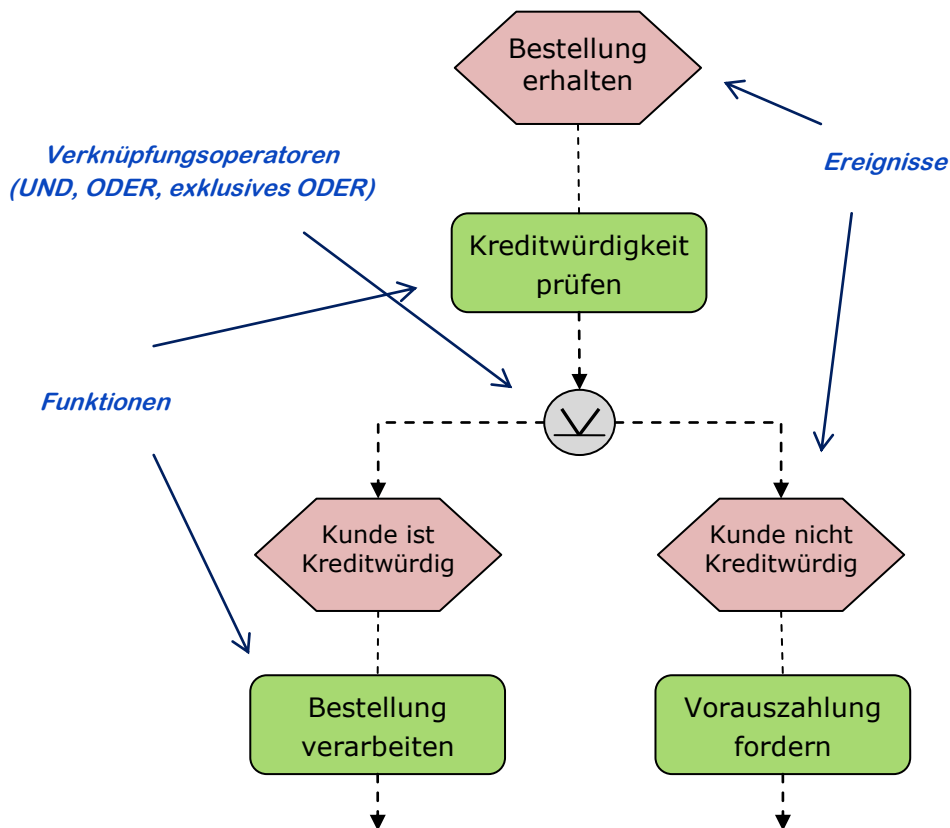 Bestellung
erhalten
Verknüpfungsoperatoren
(UND, ODER, exklusives ODER)
Ereignisse
Kreditwürdigkeit
prüfen
Funktionen
Kunde ist
Kreditwürdig
Kunde nicht
Kreditwürdig
Bestellung
verarbeiten
Vorauszahlung
fordern